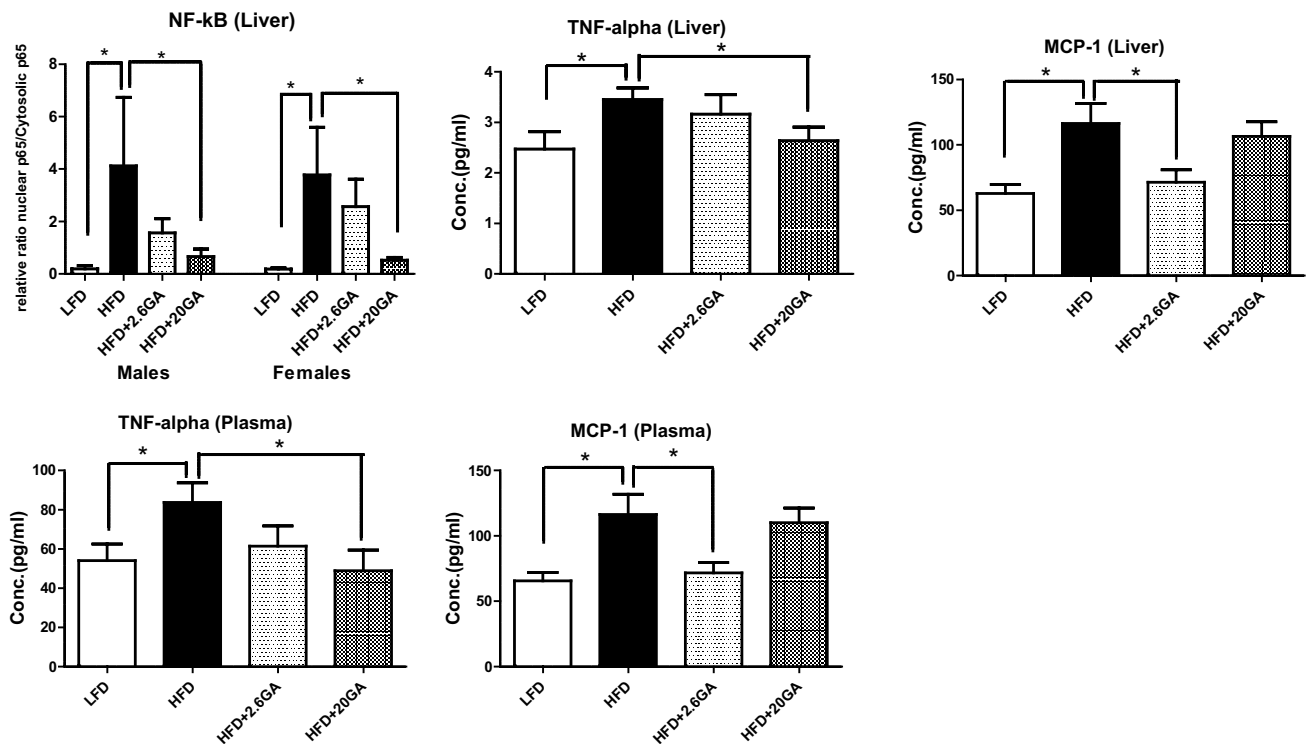 NF-kB (Liver)
relative ratio nuclear p65/Cytosolic p65
8
6
4
2
0
*
*
*
*
LFD
HFD
HFD+2.6GA
HFD+20GA
LFD
HFD
HFD+2.6GA
HFD+20GA
Males
Females
TNF-alpha (Liver)
Conc.(pg/ml)
4
3
2
1
0
*
*
LFD
HFD
HFD+2.6GA
HFD+20GA
MCP-1 (Liver)
Conc.(pg/ml)
150
100
50
0
*
*
LFD
HFD
HFD+2.6GA
HFD+20GA
TNF-alpha (Plasma)
Conc.(pg/ml)
100
80
60
40
20
0
*
*
LFD
HFD
HFD+2.6GA
HFD+20GA
MCP-1 (Plasma)
Conc.(pg/ml)
150
100
50
0
*
*
LFD
HFD
HFD+2.6GA
HFD+20GA